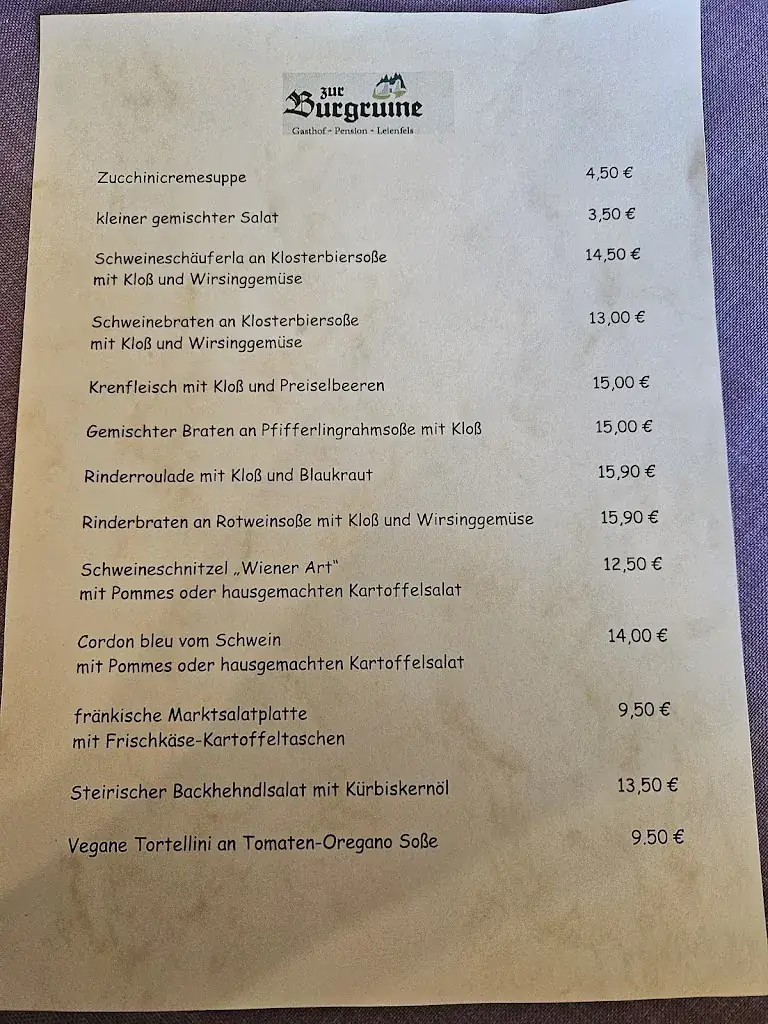 zur
Burgruine
Gasthof - Pension - Leienfels
Zucchinicremesuppe 4,50 €
kleiner gemischter Salat 3,50 €
Schweineschäuferla an Klosterbiersoße 14,50 €
mit Kloß und Wirsinggemüse
Schweinebraten an Klosterbiersoße 13,00 €
mit Kloß und Wirsinggemüse
Krenfleisch mit Kloß und Preiselbeeren 15,00 €
Gemischter Braten an Pfifferlingrahmsoße mit Kloß 15,00 €
Rinderroulade mit Kloß und Blaukraut 15,90 €
Rinderbraten an Rotweinsoße mit Kloß und Wirsinggemüse 15,90 €
Schweineschnitzel „Wiener Art“ 12,50 €
mit Pommes oder hausgemachten Kartoffelsalat
Cordon bleu vom Schwein 14,00 €
mit Pommes oder hausgemachten Kartoffelsalat
fränkische Marktsalatplatte 9,50 €
mit Frischkäse-Kartoffeltaschen
Steirischer Backhehndlsalat mit Kürbiskernöl 13,50 €
Vegane Tortellini an Tomaten-Oregano Soße 9.50 €